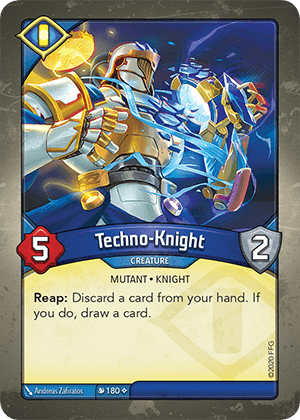 Techno-Knight
5
CREATURE
2
MUTANT • KNIGHT
Reap: Discard a card from your hand. If
you do, draw a card.
Andreas Zafiratos
180
©2020 FFG